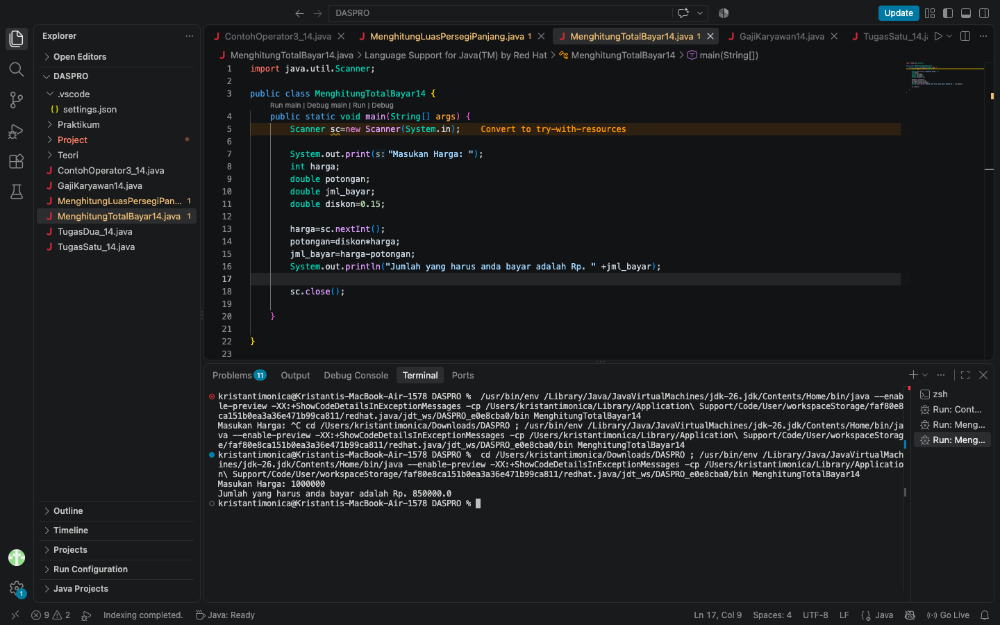 DASPRO
Update
Explorer
Open Editors
DASPRO
.vscode
{} settings.json
Praktikum
Project
Teori
J ContohOperator3_14.java
J GajiKaryawan14.java
J MenghitungLuasPersegiPan... 1
J MenghitungTotalBayar14.java 1
J TugasDua_14.java
J TugasSatu_14.java
Outline
Timeline
Projects
Run Configuration
Java Projects
1
J ContohOperator3_14.java
J MenghitungLuasPersegiPanjang.java 1
J MenghitungTotalBayar14.java 1
J GajiKaryawan14.java
J TugasSatu_14.ja
J MenghitungTotalBayar14.java > Language Support for Java(TM) by Red Hat > MenghitungTotalBayar14 > main(String[])
1 import java.util.Scanner;
2
3 public class MenghitungTotalBayar14 {
Run main | Debug main | Run | Debug
4 public static void main(String[] args) {
5 Scanner sc=new Scanner(System.in); Convert to try-with-resources
6
7 System.out.print(s: "Masukan Harga: ");
8 int harga;
9 double potongan;
10 double jml_bayar;
11 double diskon=0.15;
12
13 harga=sc.nextInt();
14 potongan=diskon*harga;
15 jml_bayar=harga-potongan;
16 System.out.println("Jumlah yang harus anda bayar adalah Rp. " +jml_bayar);
17
18 sc.close();
19
20 }
21
22 }
23
Problems 11
Output
Debug Console
Terminal
Ports
kristantimonica@Kristantis-MacBook-Air-1578 DASPRO % /usr/bin/env /Library/Java/JavaVirtualMachines/jdk-26.jdk/Contents/Home/bin/java --enab
le-preview -XX:+ShowCodeDetailsInExceptionMessages -cp /Users/kristantimonica/Library/Application\ Support/Code/User/workspaceStorage/faf80e8
ca151b0ea3a36e471b99ca811/redhat.java/jdt_ws/DASPRO_e0e8cba0/bin MenghitungTotalBayar14
Masukan Harga: ^C cd /Users/kristantimonica/Downloads/DASPRO ; /usr/bin/env /Library/Java/JavaVirtualMachines/jdk-26.jdk/Contents/Home/bin/ja
va --enable-preview -XX:+ShowCodeDetailsInExceptionMessages -cp /Users/kristantimonica/Library/Application\ Support/Code/User/workspaceStorag
e/faf80e8ca151b0ea3a36e471b99ca811/redhat.java/jdt_ws/DASPRO_e0e8cba0/bin MenghitungTotalBayar14
kristantimonica@Kristantis-MacBook-Air-1578 DASPRO % cd /Users/kristantimonica/Downloads/DASPRO ; /usr/bin/env /Library/Java/JavaVirtualMach
ines/jdk-26.jdk/Contents/Home/bin/java --enable-preview -XX:+ShowCodeDetailsInExceptionMessages -cp /Users/kristantimonica/Library/Applicatio
n\ Support/Code/User/workspaceStorage/faf80e8ca151b0ea3a36e471b99ca811/redhat.java/jdt_ws/DASPRO_e0e8cba0/bin MenghitungTotalBayar14
Masukan Harga: 1000000
Jumlah yang harus anda bayar adalah Rp. 850000.0
kristantimonica@Kristantis-MacBook-Air-1578 DASPRO %
zsh
Run: Cont...
Run: Meng...
Run: Meng...
9 2
Indexing completed.
Java: Ready
Ln 17, Col 9
Spaces: 4
UTF-8
LF
{} Java
Go Live